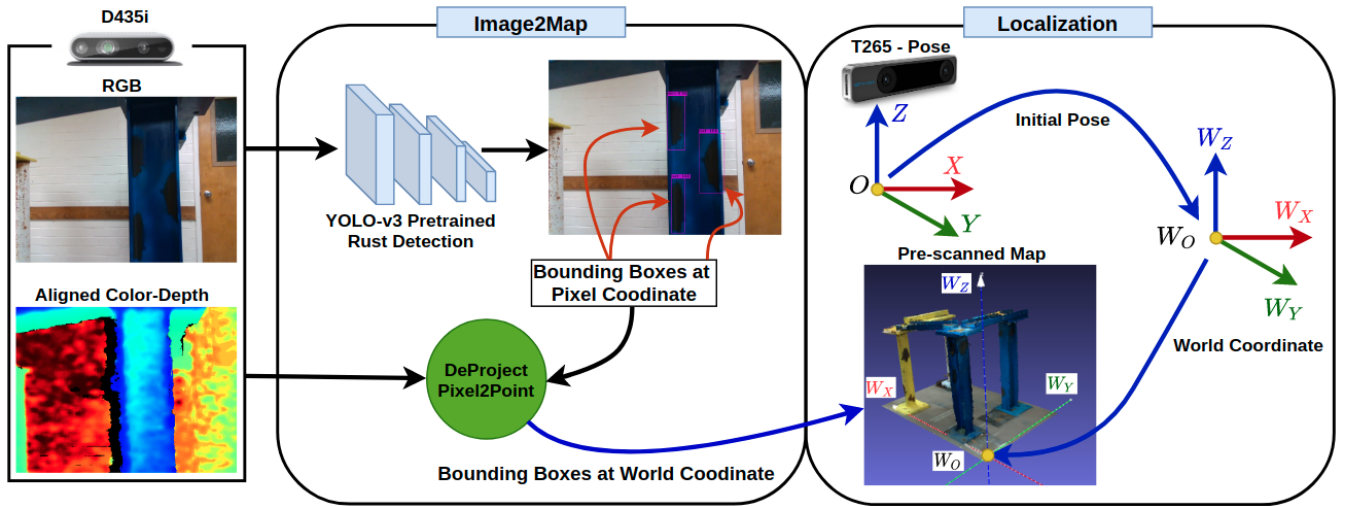 D435i
RGB
Aligned Color-Depth
Image2Map
YOLO-v3 Pretrained
Rust Detection
Bounding Boxes at
Pixel Coodinate
DeProject
Pixel2Point
Bounding Boxes at World Coodinate
Localization
T265 - Pose
Z
X
O
Y
Initial Pose
W_Z
W_X
W_O
W_Y
World Coordinate
Pre-scanned Map
W_Z
W_Y
W_X
W_O